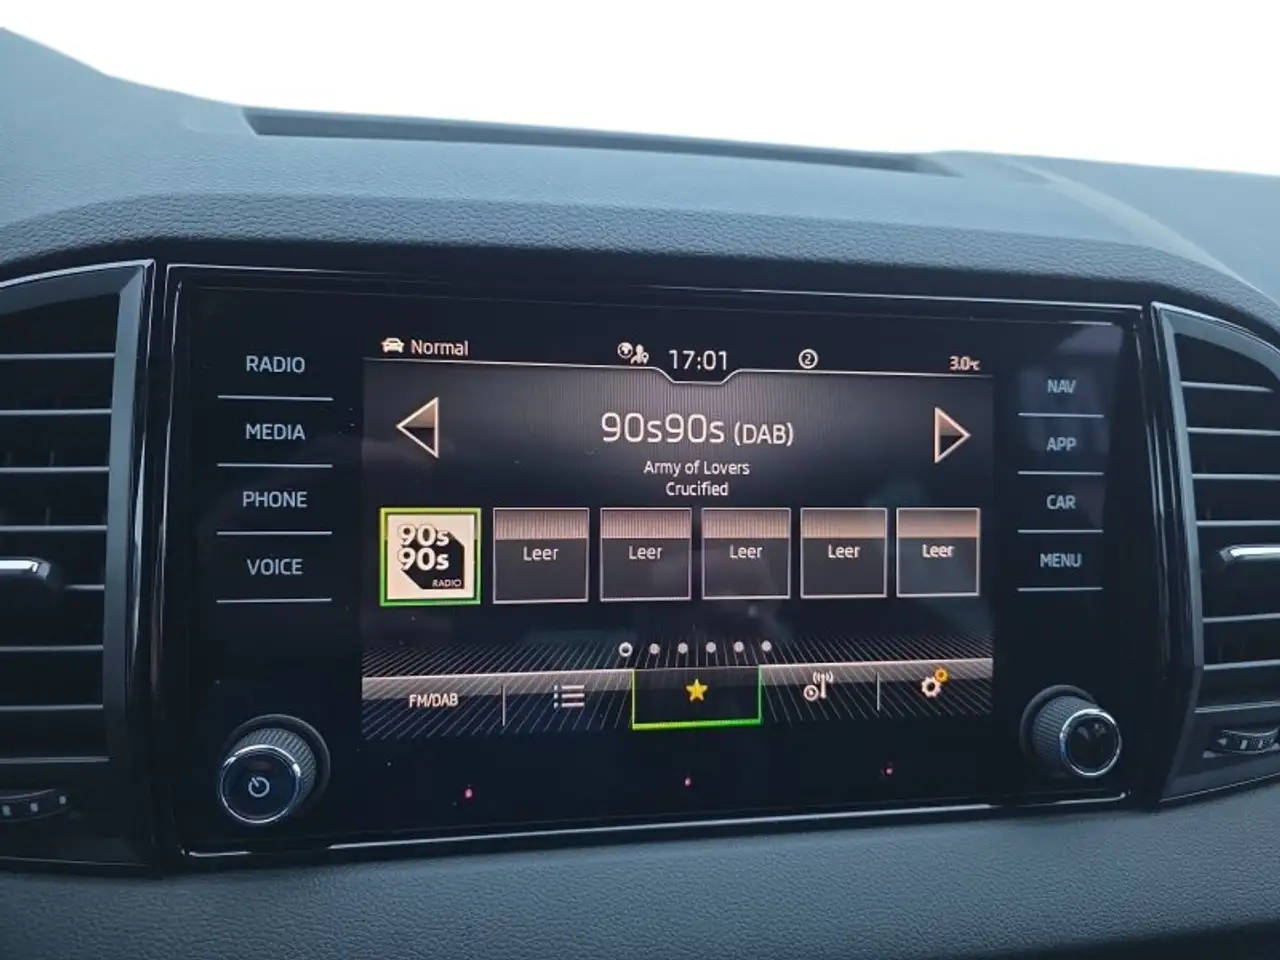 Normal
17:01
2
3.0°C
RADIO
MEDIA
PHONE
VOICE
90s90s (DAB)
Army of Lovers
Crucified
90s
90s
RADIO
Leer
Leer
Leer
Leer
Leer
FM/DAB
NAV
APP
CAR
MENU